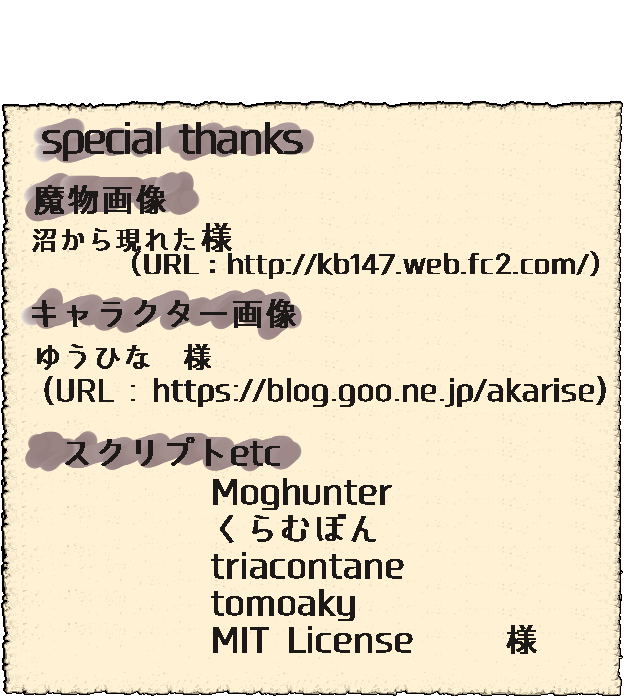 special thanks
魔物画像
沼から現れた様
（URL：http://kb147.web.fc2.com/）
キャラクター画像
ゆうひな　様
（URL : https://blog.goo.ne.jp/akarise）
スクリプトetc
Moghunter
くらむぼん
triacontane
tomoaky
MIT License　様